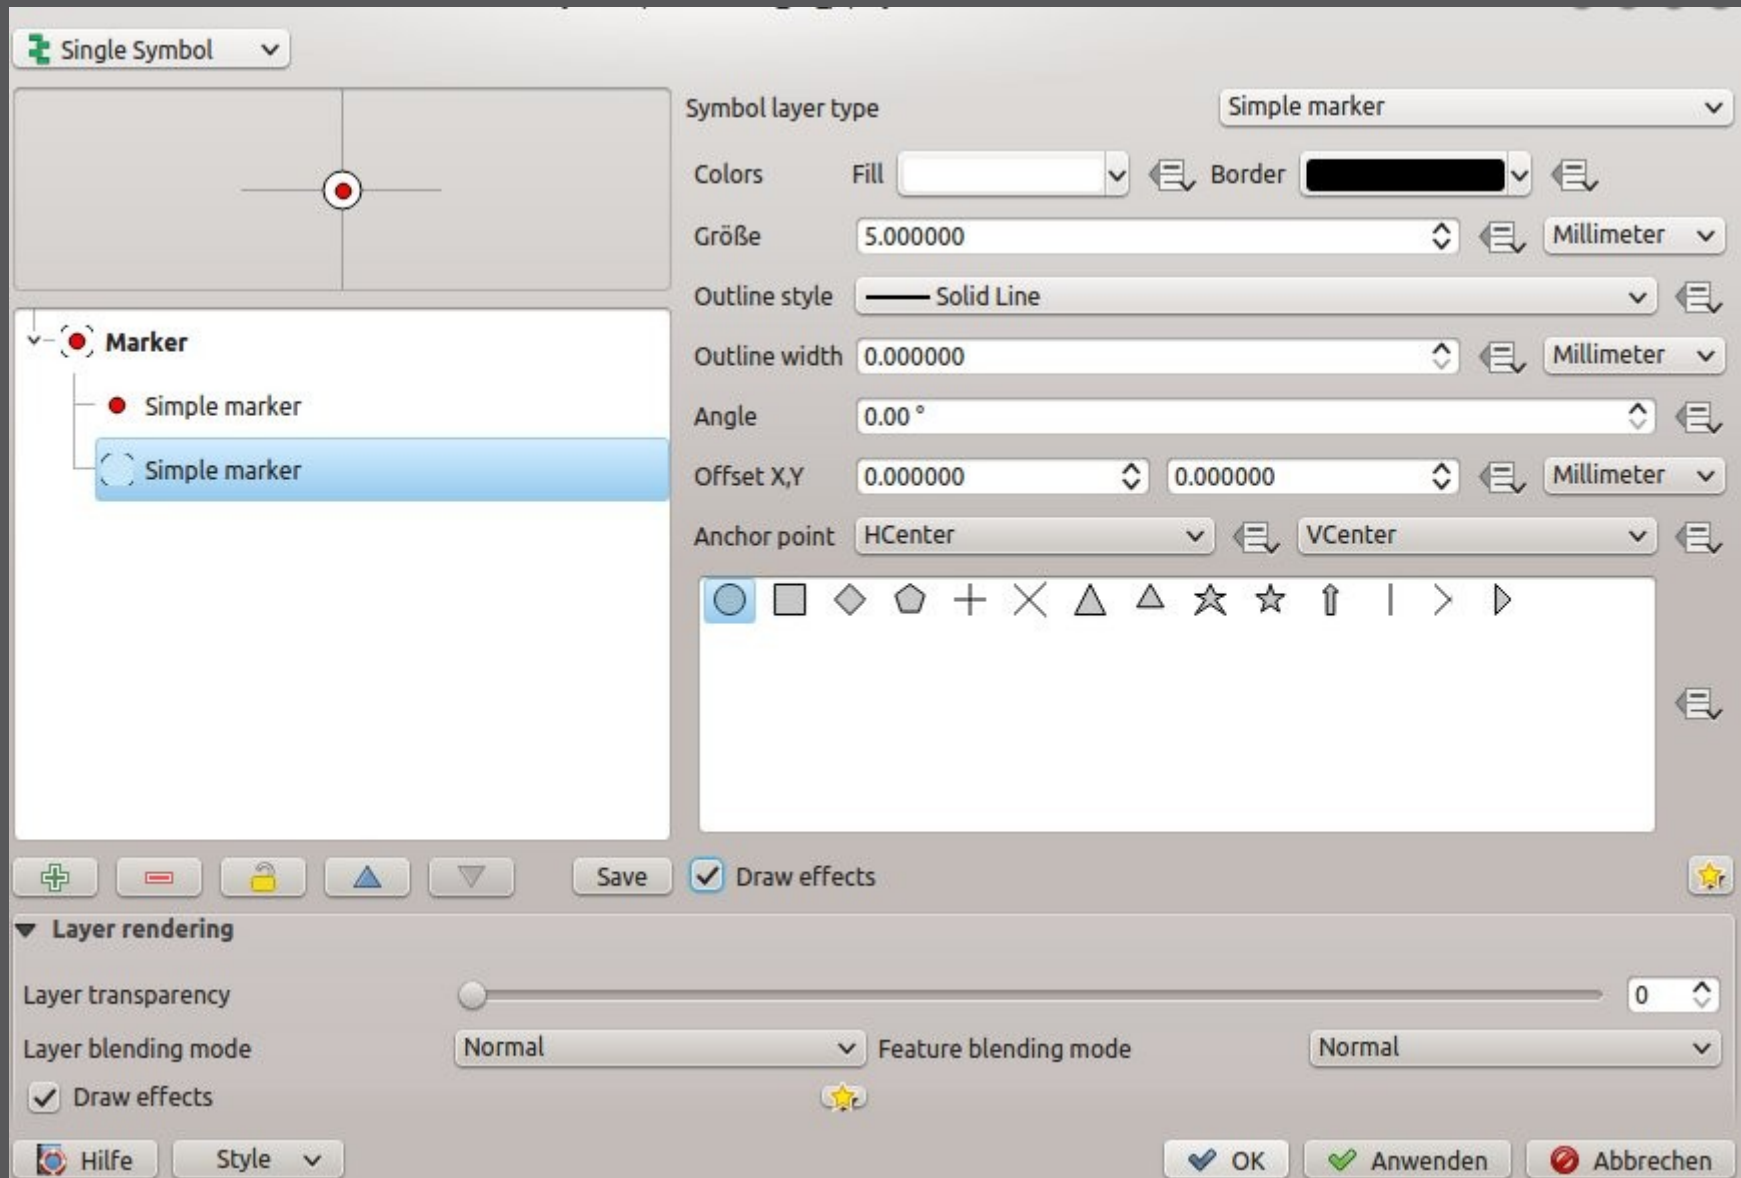 Single Symbol
Symbol layer type Simple marker
Colors Fill Border
Größe 5.000000 Millimeter
Outline style Solid Line
Marker
Outline width 0.000000 Millimeter
Simple marker
Angle 0.00 °
Simple marker
Offset X,Y 0.000000 0.000000 Millimeter
Anchor point HCenter VCenter
Save Draw effects
Layer rendering
Layer transparency 0
Layer blending mode Normal Feature blending mode Normal
Draw effects
Hilfe Style OK Anwenden Abbrechen